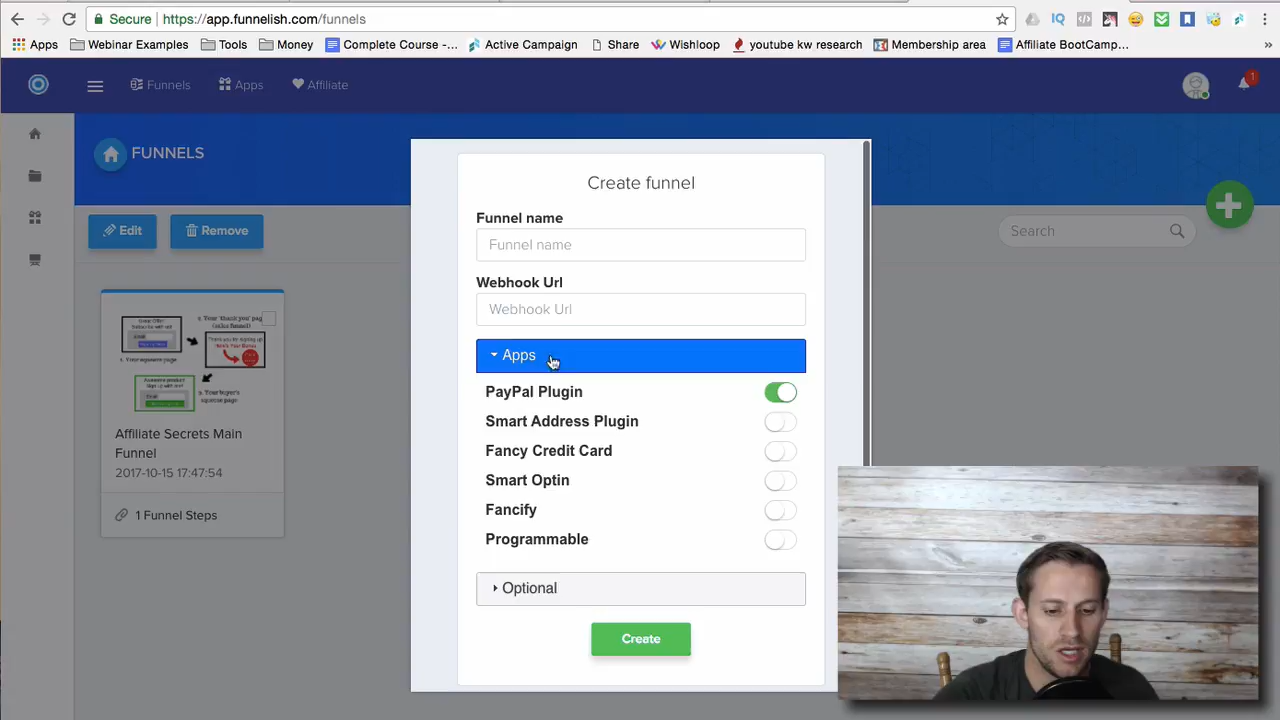 Secure
https://app.funnelish.com/funnels
IQ
Apps
Webinar Examples
Tools
Money
Complete Course -...
Active Campaign
Share
Wishloop
youtube kw research
Membership area
Affiliate BootCamp...
»
Funnels
Apps
Affiliate
1
FUNNELS
Edit
Remove
Search
Affiliate Secrets Main
Funnel
2017-10-15 17:47:54
1 Funnel Steps
Create funnel
Funnel name
Funnel name
Webhook Url
Webhook Url
Apps
PayPal Plugin
Smart Address Plugin
Fancy Credit Card
Smart Optin
Fancify
Programmable
Optional
Create